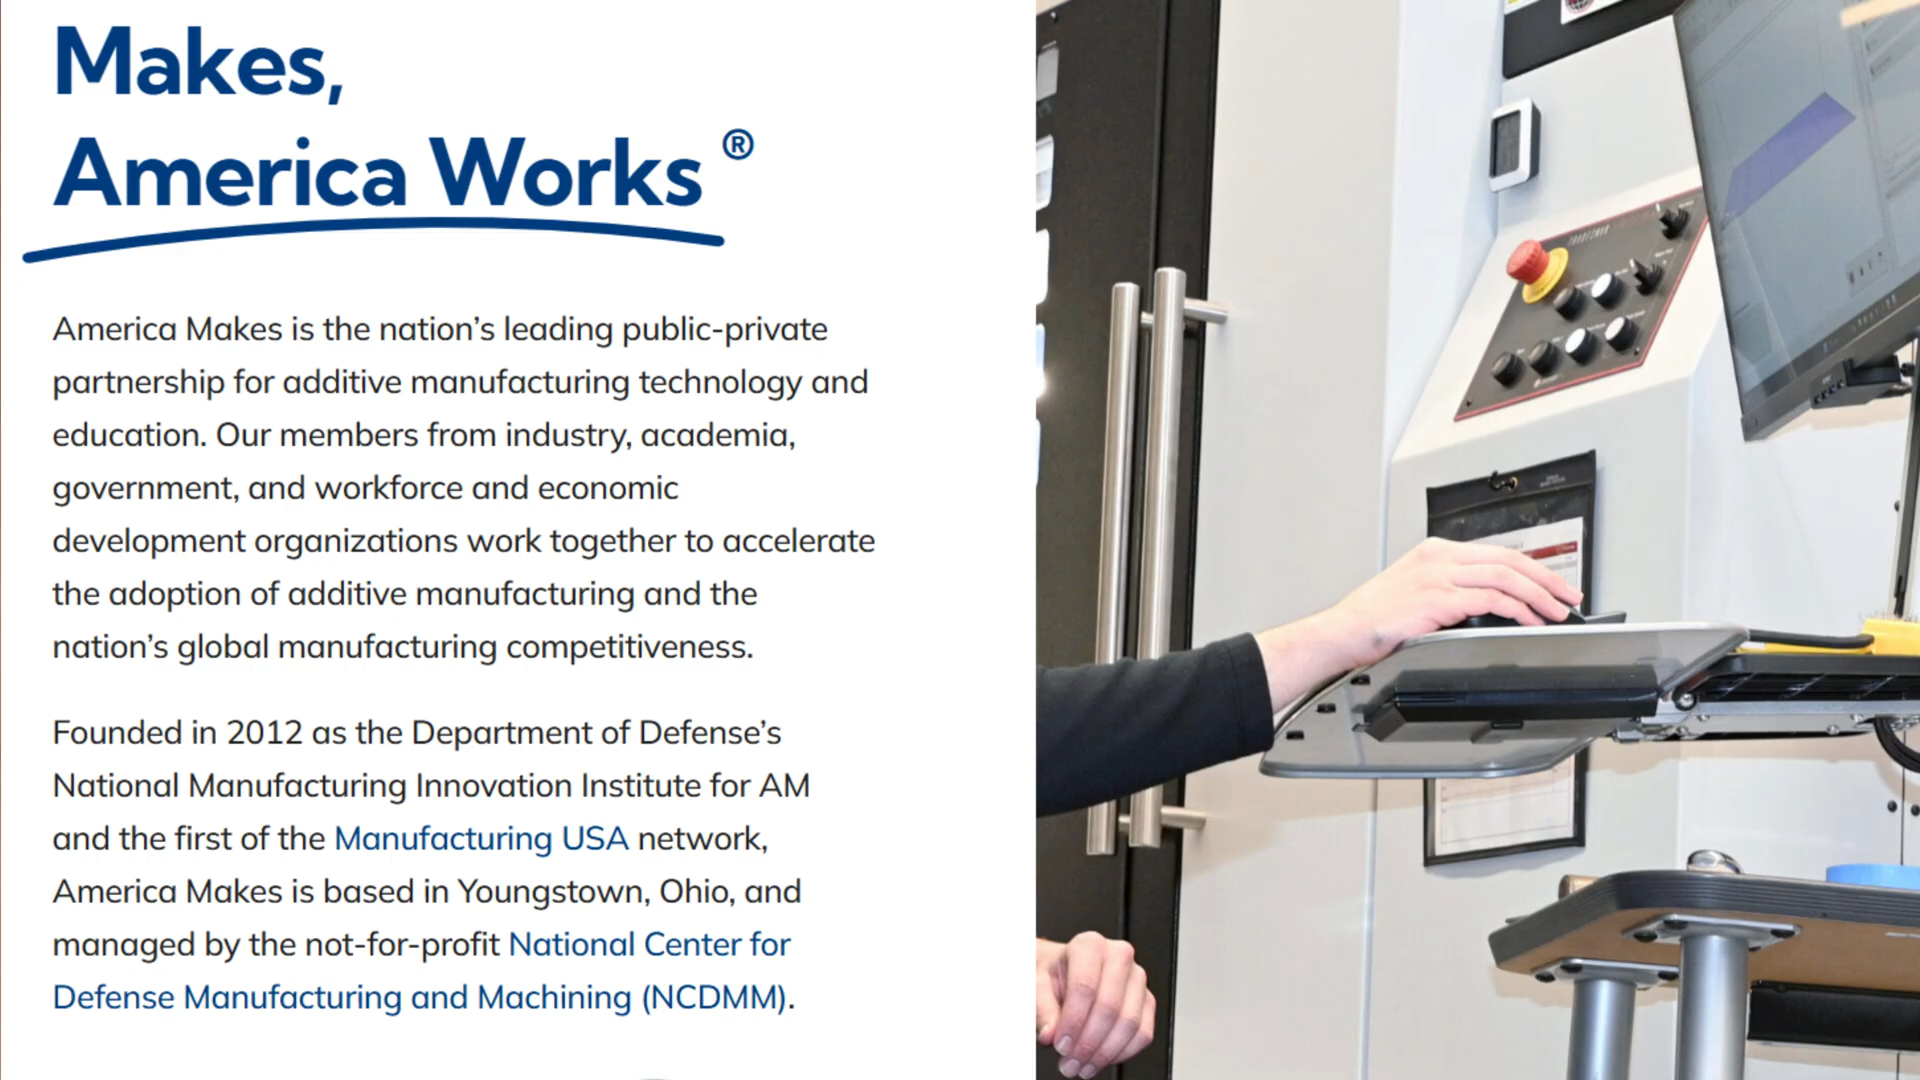 Makes,
America Works ®
America Makes is the nation’s leading public-private
partnership for additive manufacturing technology and
education. Our members from industry, academia,
government, and workforce and economic
development organizations work together to accelerate
the adoption of additive manufacturing and the
nation’s global manufacturing competitiveness.
Founded in 2012 as the Department of Defense’s
National Manufacturing Innovation Institute for AM
and the first of the Manufacturing USA network,
America Makes is based in Youngstown, Ohio, and
managed by the not-for-profit National Center for
Defense Manufacturing and Machining (NCDMM).